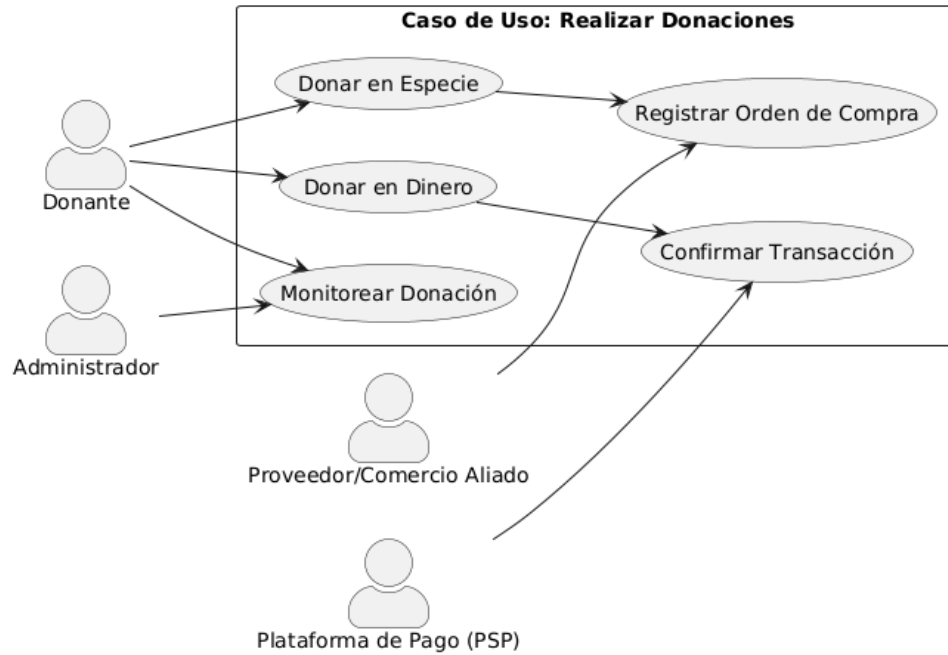 Caso de Uso: Realizar Donaciones
Donar en Especie
Registrar Orden de Compra
Donante
Donar en Dinero
Confirmar Transacción
Monitorear Donación
Administrador
Proveedor/Comercio Aliado
Plataforma de Pago (PSP)